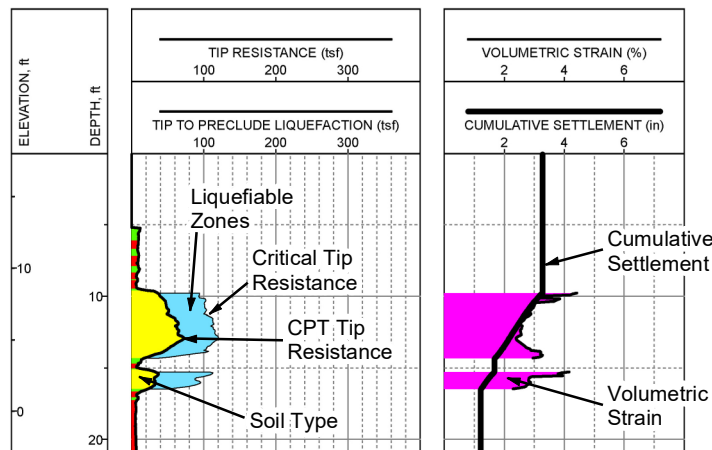 ELEVATION, ft
DEPTH, ft
TIP RESISTANCE (tsf)
100 200 300
TIP TO PRECLUDE LIQUEFACTION (tsf)
100 200 300
VOLUMETRIC STRAIN (%)
2 4 6
CUMULATIVE SETTLEMENT (in)
2 4 6
Liquefiable
Zones
Critical Tip
Resistance
CPT Tip
Resistance
Soil Type
Cumulative
Settlement
Volumetric
Strain
10
0
10
20